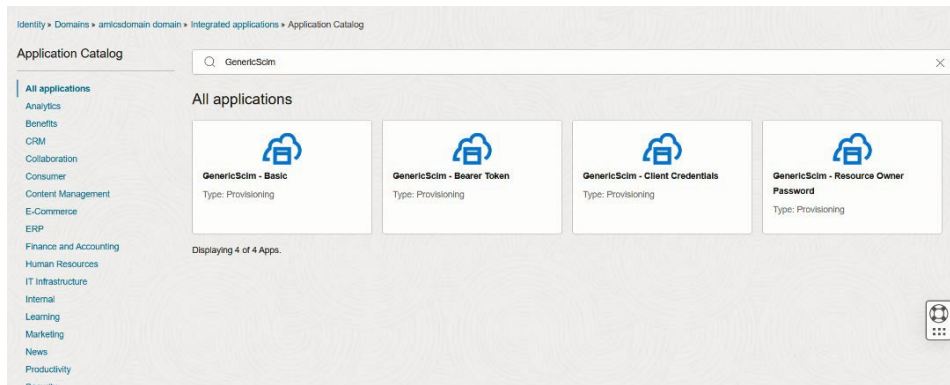 Identity » Domains » amicsdomain domain » Integrated applications » Application Catalog
Application Catalog
All applications
Analytics
Benefits
CRM
Collaboration
Consumer
Content Management
E-Commerce
ERP
Finance and Accounting
Human Resources
IT Infrastructure
Internal
Learning
Marketing
News
Productivity
GenericScim
All applications
GenericScim - Basic
Type: Provisioning
GenericScim - Bearer Token
Type: Provisioning
GenericScim - Client Credentials
Type: Provisioning
GenericScim - Resource Owner
Password
Type: Provisioning
Displaying 4 of 4 Apps.